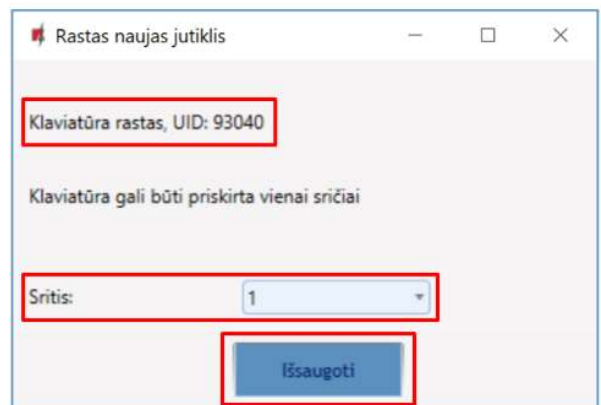 Rastas naujas jutiklis
Klaviatūra rastas, UID: 93040
Klaviatūra gali būti priskirta vienai sričiai
Sritis: 1
Išsaugoti